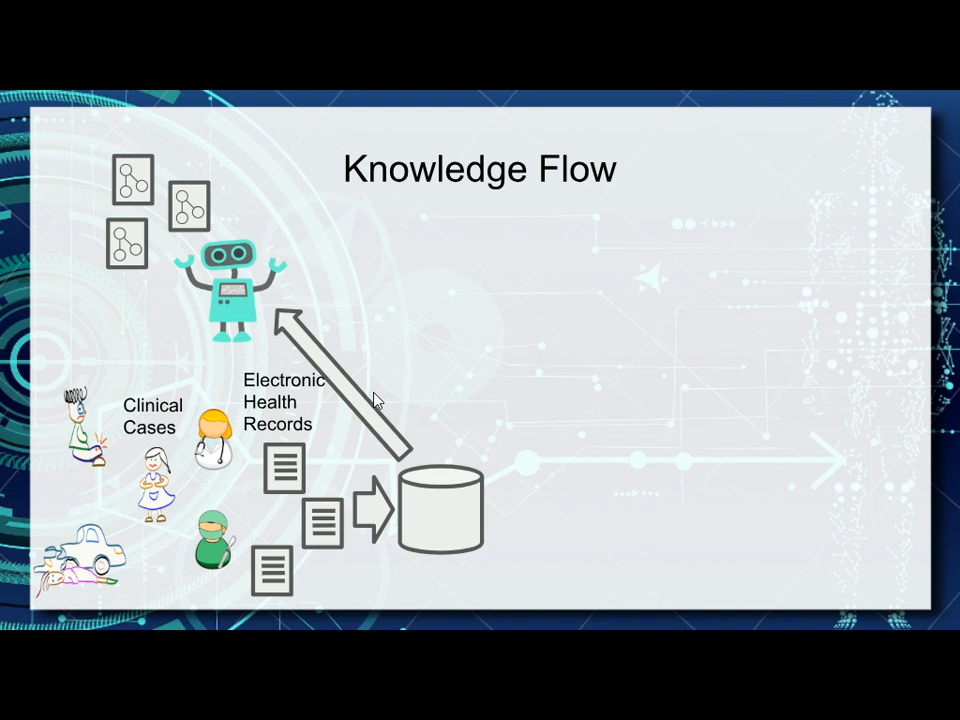 Knowledge Flow
Electronic
Health
Records
Clinical
Cases